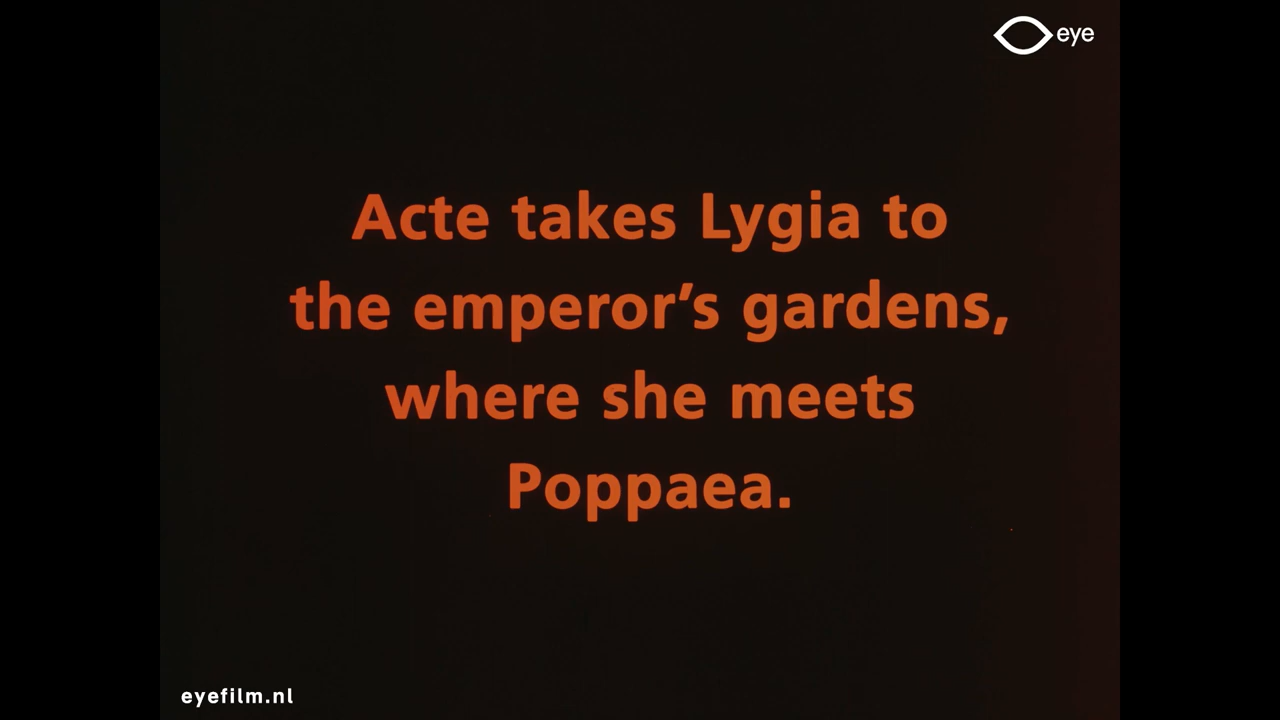 eye
Acte takes Lygia to
the emperor’s gardens,
where she meets
Poppaea.
eyefilm.nl